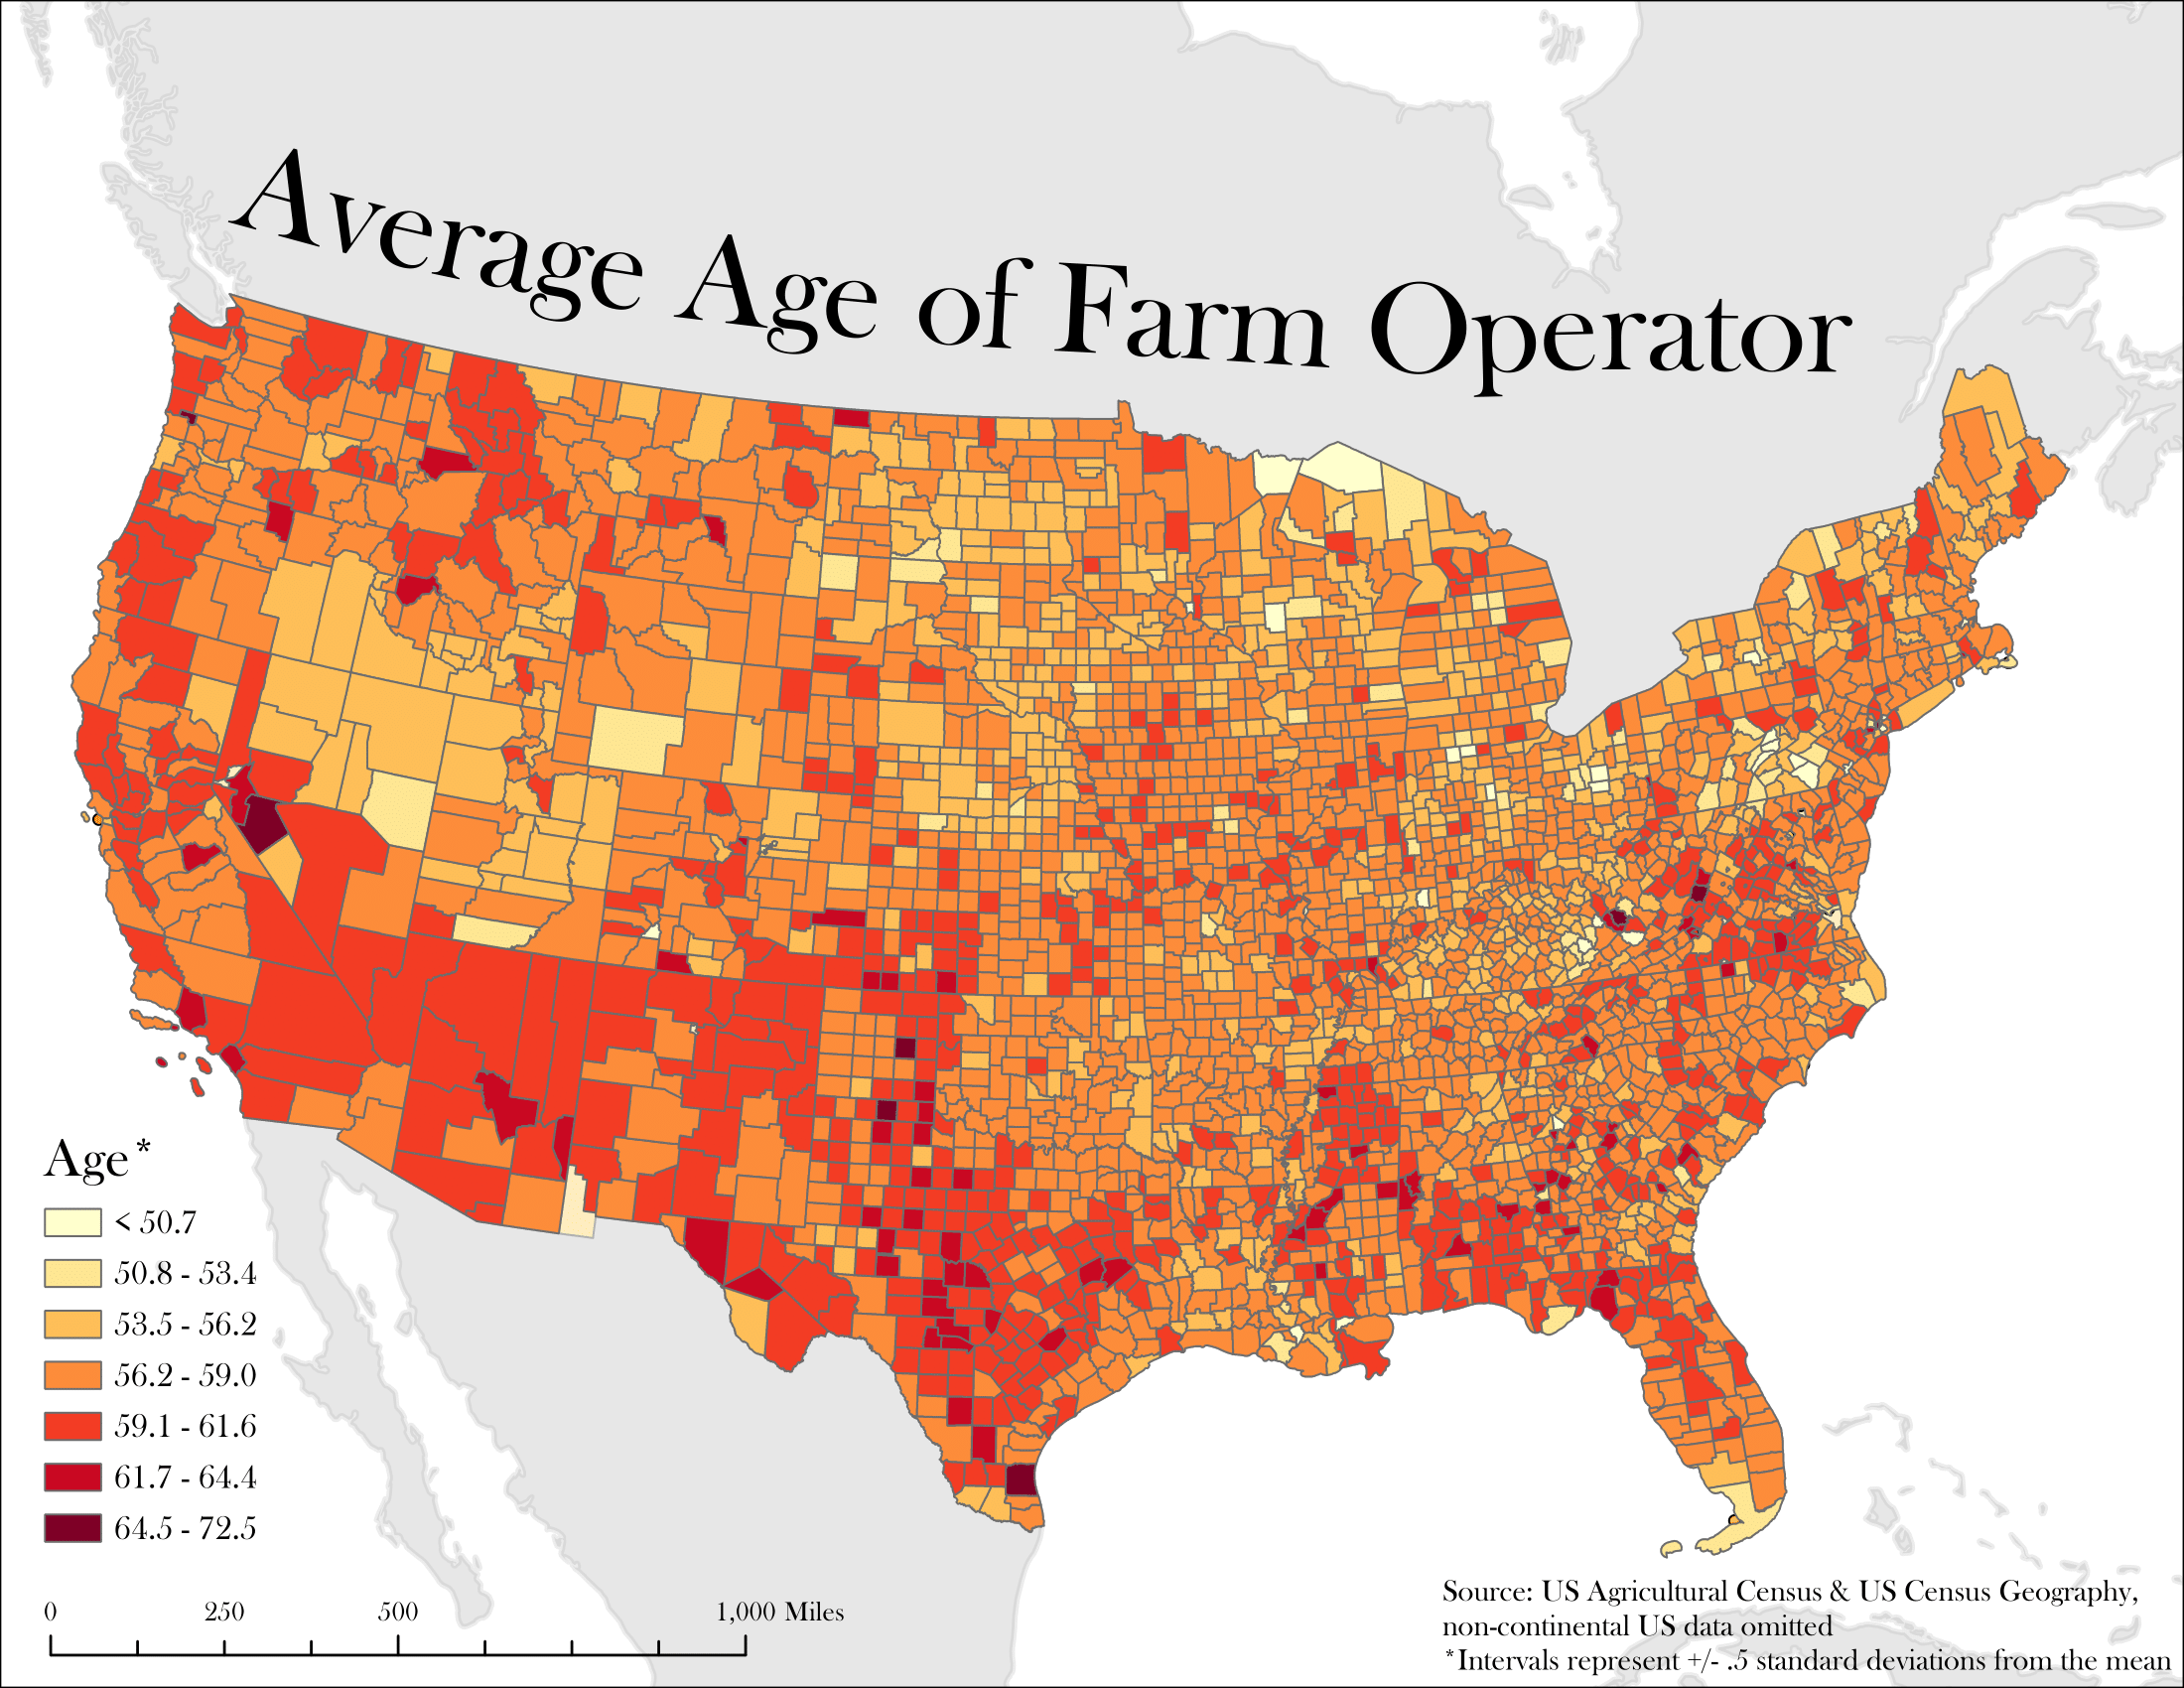 Average Age of Farm Operator
Age*
< 50.7
50.8 - 53.4
53.5 - 56.2
56.2 - 59.0
59.1 - 61.6
61.7 - 64.4
64.5 - 72.5
0 250 500 1,000 Miles
Source: US Agricultural Census & US Census Geography,
non-continental US data omitted
*Intervals represent +/- .5 standard deviations from the mean